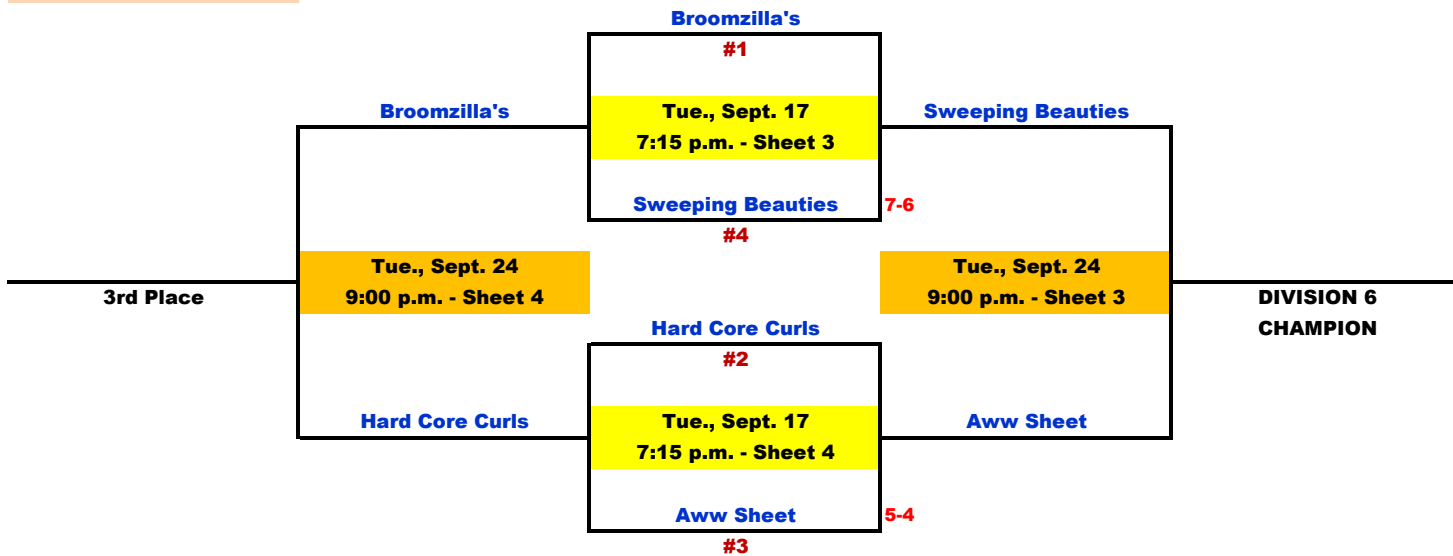 Broomzilla's
#1
Broomzilla's
Tue., Sept. 17
7:15 p.m. - Sheet 3
Sweeping Beauties
Sweeping Beauties
7-6
#4
Tue., Sept. 24
9:00 p.m. - Sheet 4
3rd Place
Tue., Sept. 24
9:00 p.m. - Sheet 3
DIVISION 6
CHAMPION
Hard Core Curls
#2
Hard Core Curls
Tue., Sept. 17
7:15 p.m. - Sheet 4
Aww Sheet
Aww Sheet
5-4
#3